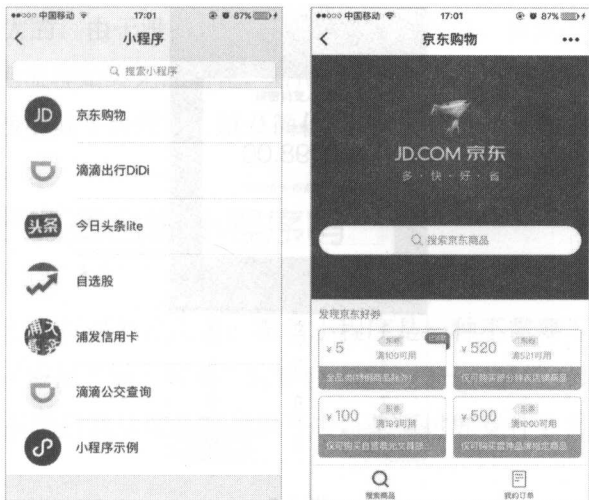 中国移动 17:01 87%
小程序
搜索小程序
JD 京东购物
滴滴出行DiDi
头条 今日头条lite
自选股
浦发信用卡
滴滴公交查询
小程序示例
中国移动 17:01 87%
京东购物
JD.COM 京东
多·快·好·省
搜索京东商品
发现京东好券
¥5 东券 满100可用
¥520 满521可用
¥100 东券 满199可用
¥500 东券 满1000可用
搜索商品
我的订单